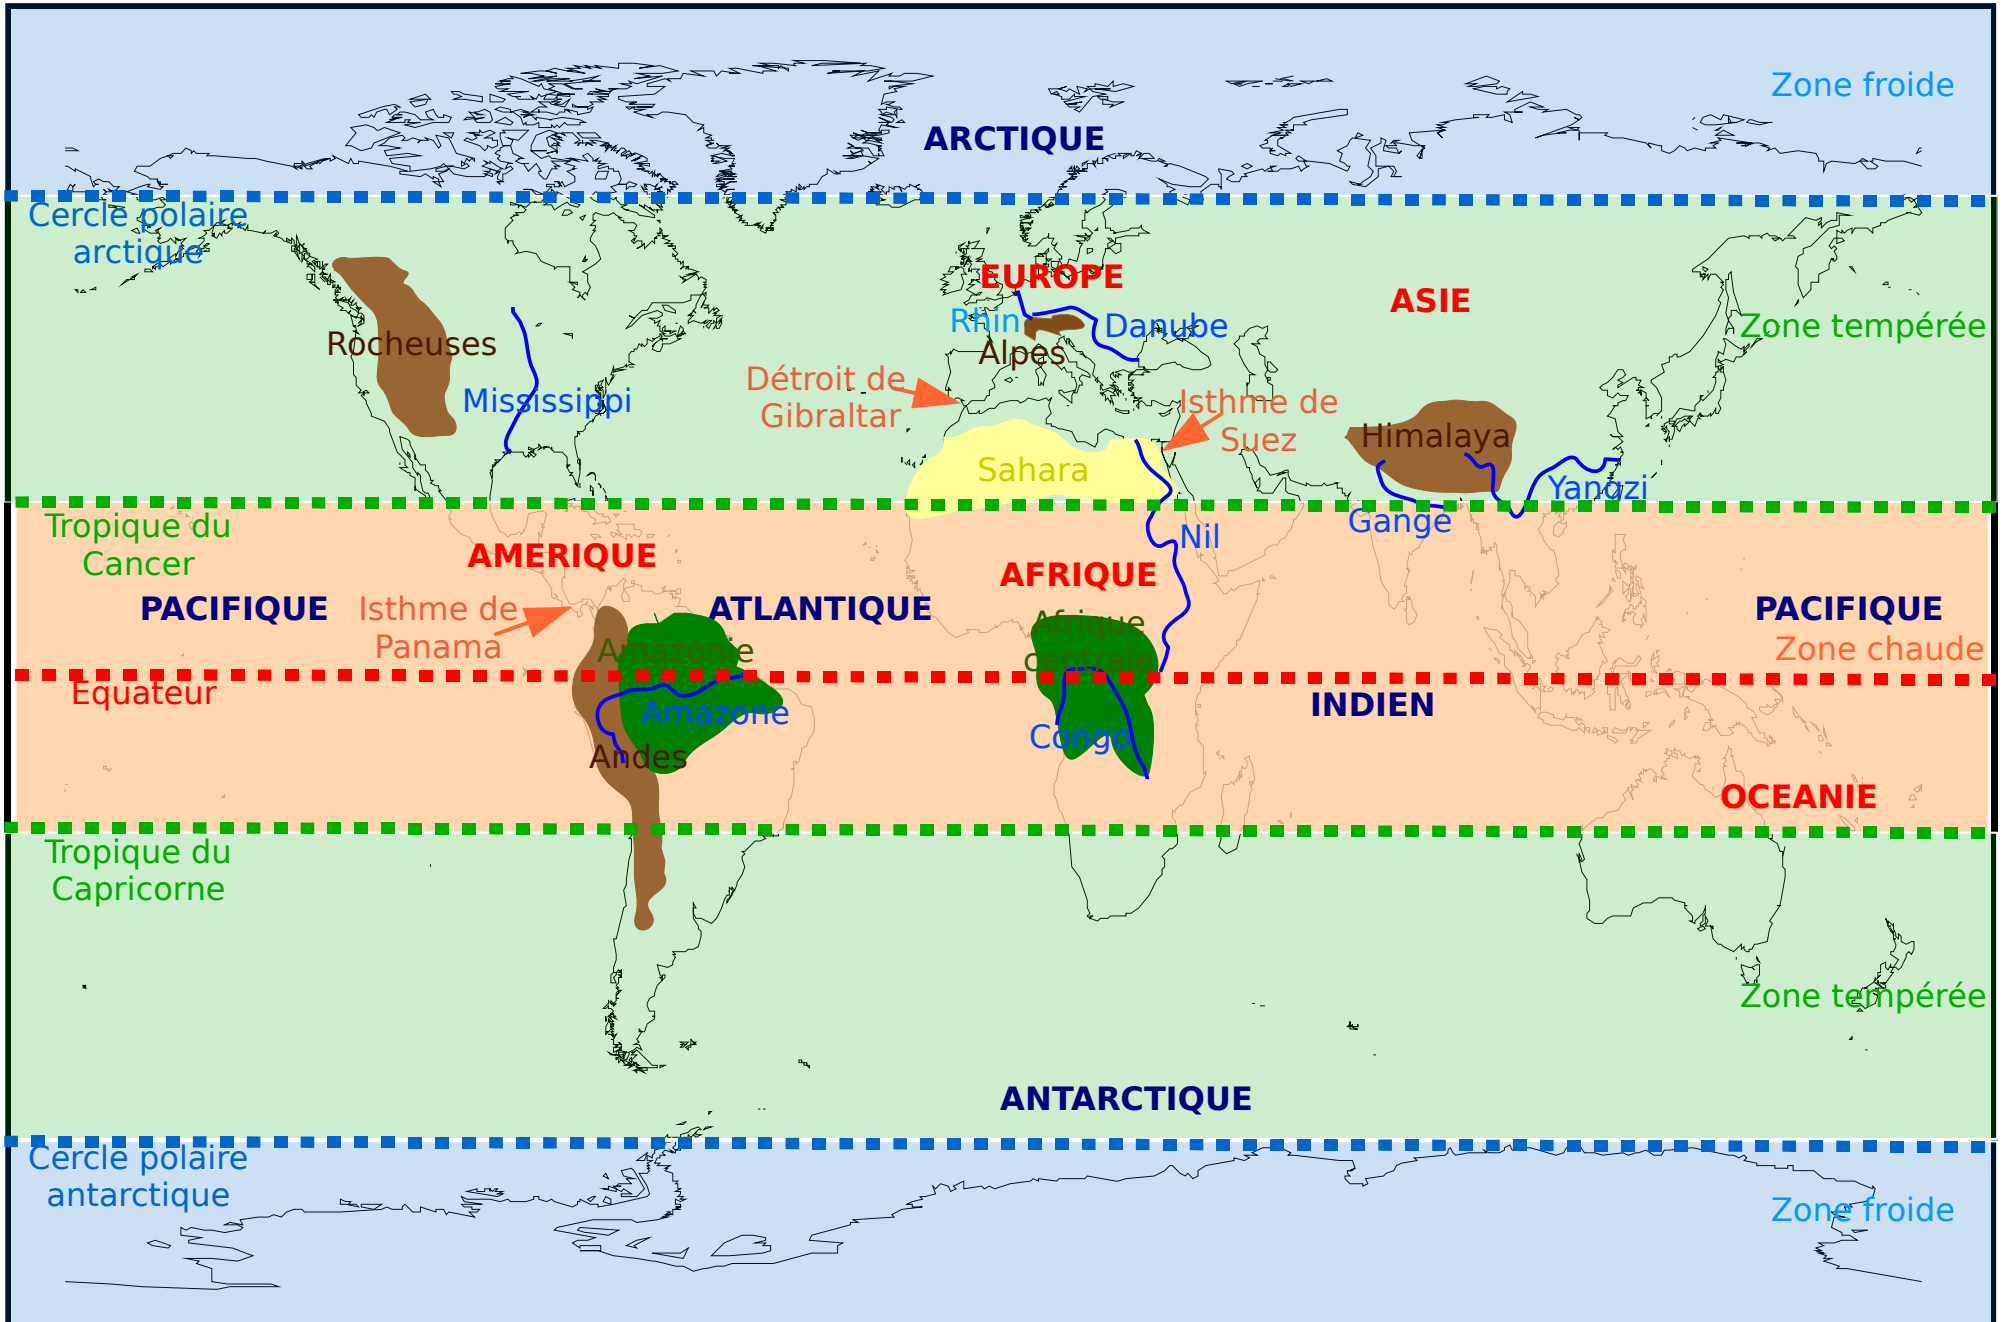 Zone froide
ARCTIQUE
Cercle polaire
arctique
EUROPE
ASIE
Rhin
Danube
Zone tempérée
Rocheuses
Alpes
Détroit de
Gibraltar
Mississippi
Isthme de
Suez
Himalaya
Sahara
Yangzi
Tropique du
Cancer
Gange
Nil
AMERIQUE
AFRIQUE
PACIFIQUE
Isthme de
Panama
ATLANTIQUE
Afrique
centrale
PACIFIQUE
Amazonie
Zone chaude
Equateur
Amazone
INDIEN
Congo
Andes
OCEANIE
Tropique du
Capricorne
Zone tempérée
ANTARCTIQUE
Cercle polaire
antarctique
Zone froide